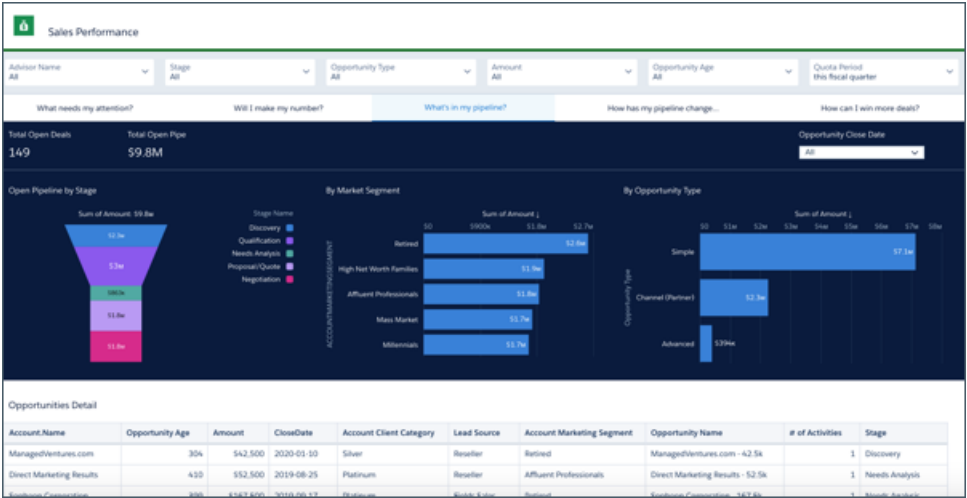 Sales Performance
Advisor Name Stage Opportunity Type Amount Opportunity Age Quota Period
All All All All All this fiscal quarter
What needs my attention? Will I make my number? What's in my pipeline? How has my pipeline change... How can I win more deals?
Total Open Deals Total Open Pipe Opportunity Close Date
149 $9.8M All
Open Pipeline by Stage By Market Segment By Opportunity Type
Sum of Amount: $9.8M Stage Name Sum of Amount ↓ Sum of Amount ↓
Discovery $0 $900K $1.8M $2.7M $0 $1M $2M $3M $4M $5M $6M $7M $8M
$2.3M Qualification Retired $2.6M
$3M Needs Analysis Simple $7.1M
Proposal/Quote High Net Worth Families $1.9M
Negotiation Affluent Professionals $1.8M Channel (Partner) $2.3M
$1.8M Mass Market $1.7M
$1.6M Millennials $1.7M Advanced $394K
ACCOUNTMARKETINGSEGMENT Opportunity Type
Opportunities Detail
Account.Name Opportunity Age Amount CloseDate Account Client Category Lead Source Account Marketing Segment Opportunity Name # of Activities Stage
ManagedVentures.com 304 $42,500 2020-01-10 Silver Reseller Retired ManagedVentures.com - 42.5k 1 Discovery
Direct Marketing Results 410 $52,500 2019-08-25 Platinum Reseller Affluent Professionals Direct Marketing Results - 52.5k 1 Needs Analysis